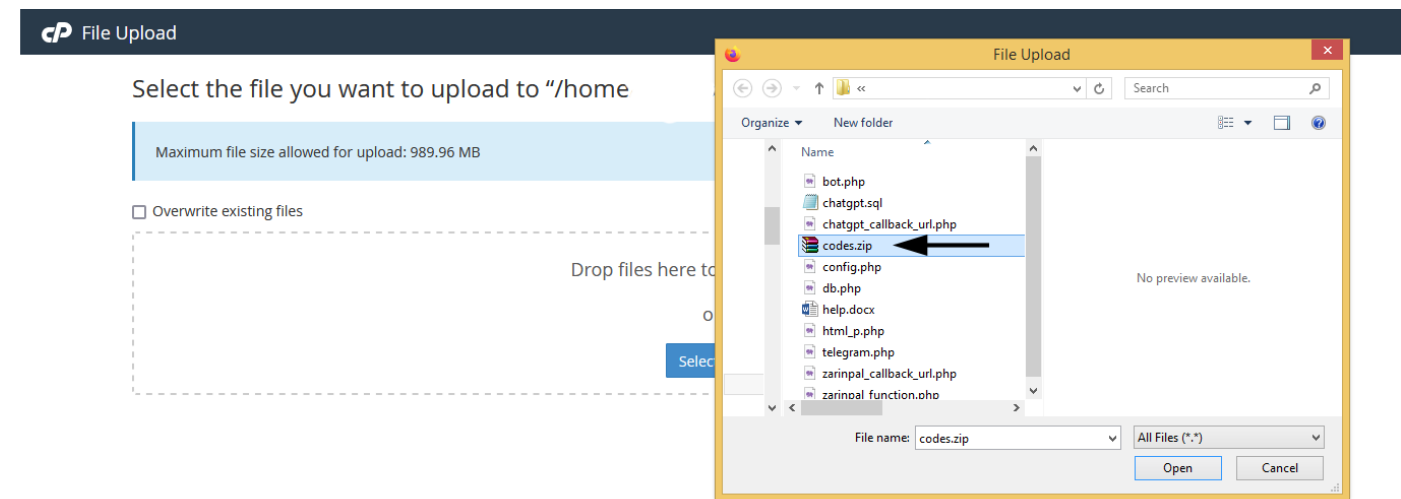 cP File Upload
Select the file you want to upload to “/home
Maximum file size allowed for upload: 989.96 MB
Overwrite existing files
Drop files here to
o
Selec
File Upload
«
Search
Organize
New folder
Name
bot.php
chatgpt.sql
chatgpt_callback_url.php
codes.zip
config.php
db.php
help.docx
html_p.php
telegram.php
zarinpal_callback_url.php
zarinpal_function.php
No preview available.
File name: codes.zip
All Files (*.*)
Open
Cancel